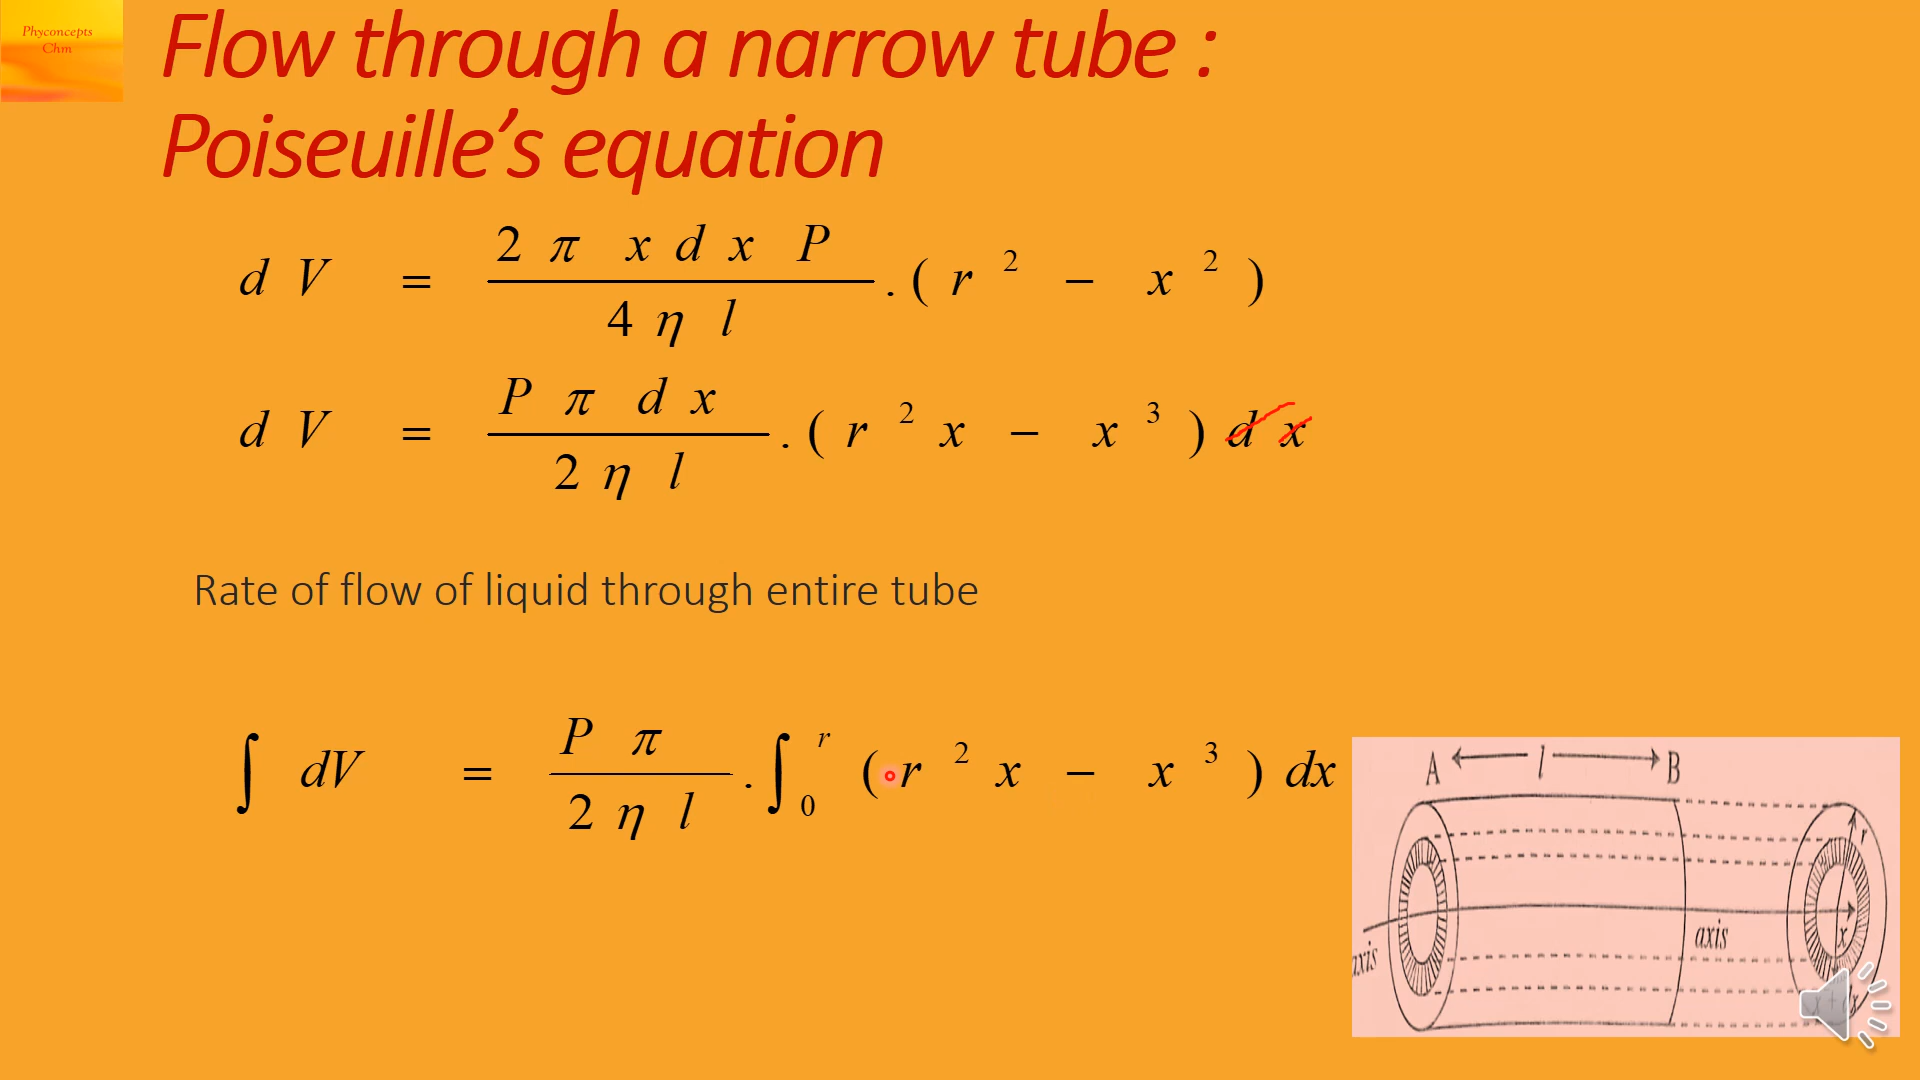 Phyconcepts
Chm
Flow through a narrow tube :
Poiseuille’s equation
d V = 2 π x d x P / 4 η l . ( r ² − x ² )
d V = P π d x / 2 η l . ( r ² x − x ³ ) d x
Rate of flow of liquid through entire tube
∫ dV = P π / 2 η l . ∫₀ʳ ( r ² x − x ³ ) dx
A l B
r
axis
axis
x